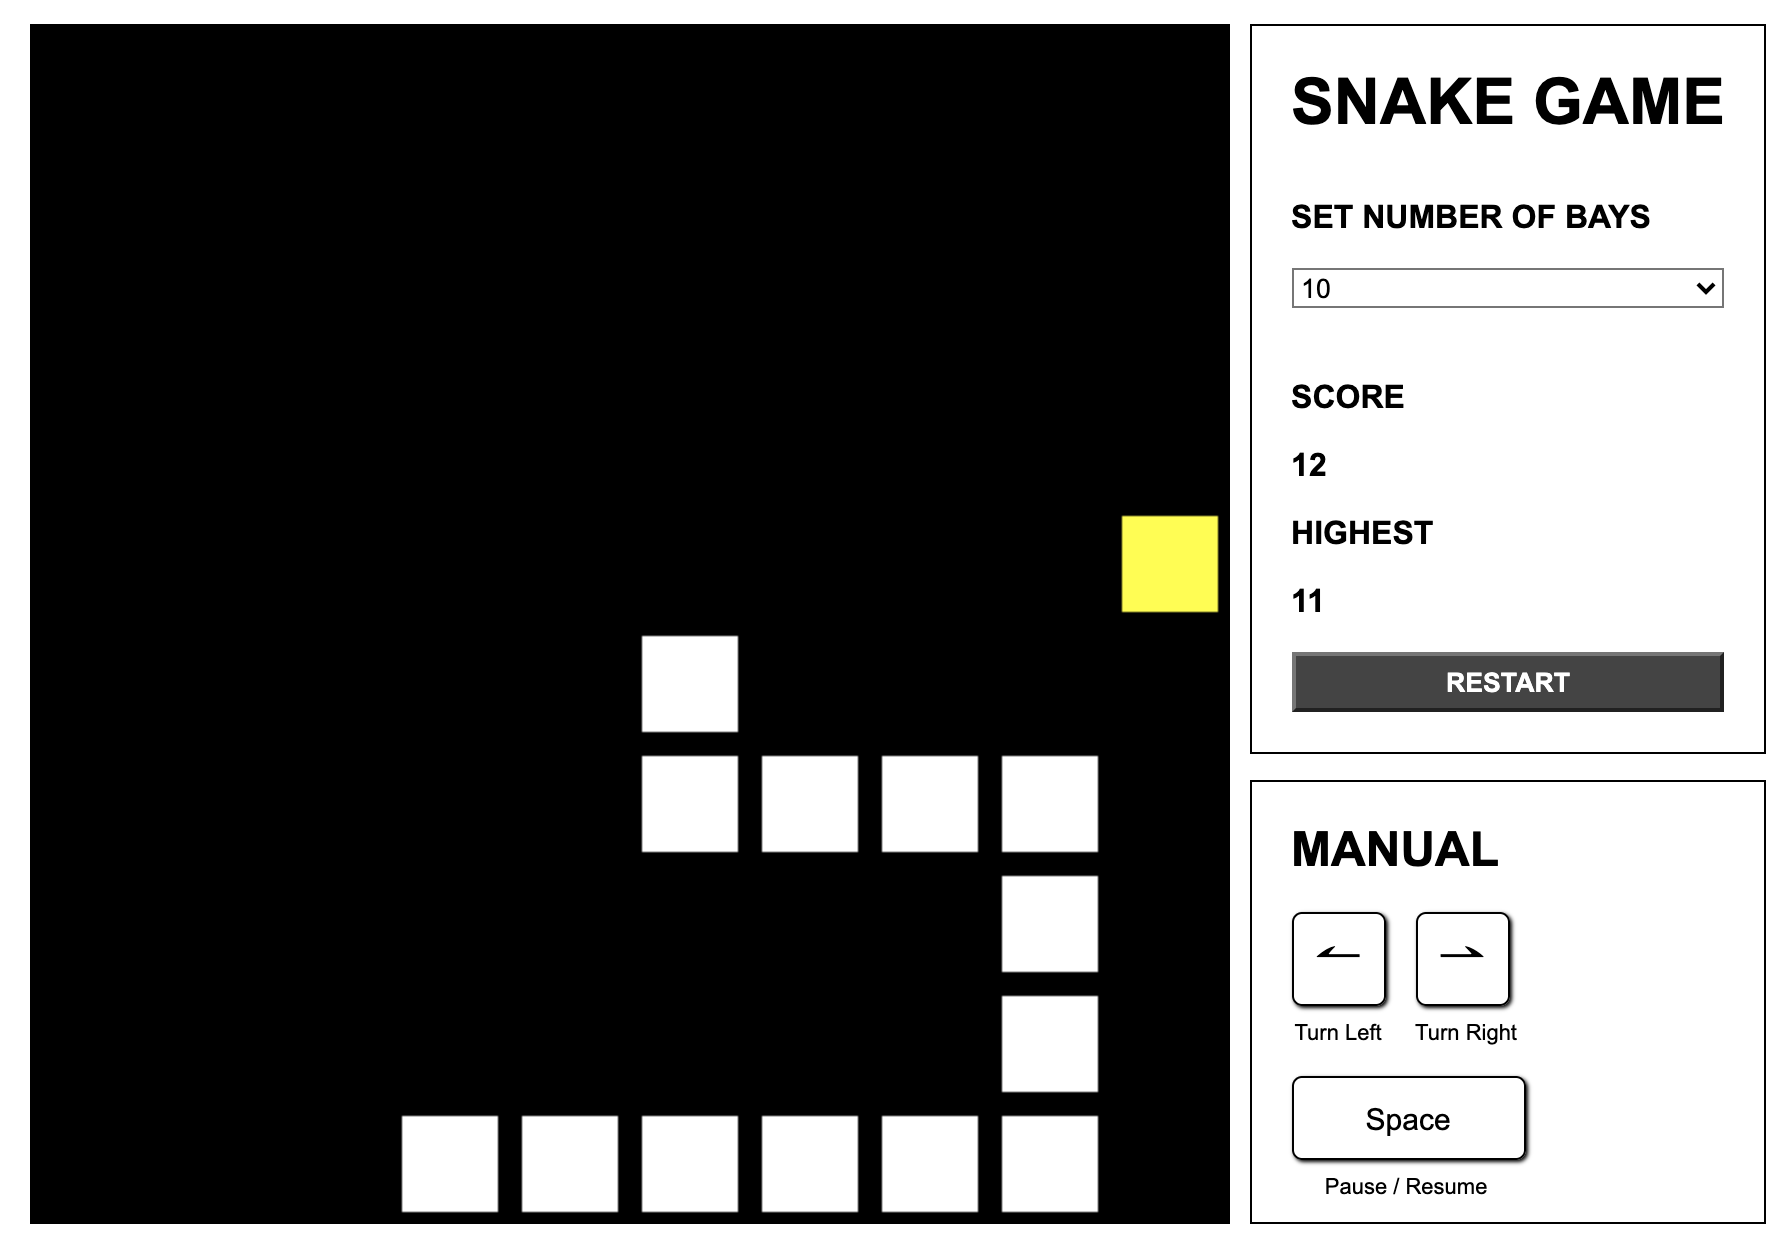 SNAKE GAME
SET NUMBER OF BAYS
10
SCORE
12
HIGHEST
11
RESTART
MANUAL
Turn Left Turn Right
Space
Pause / Resume